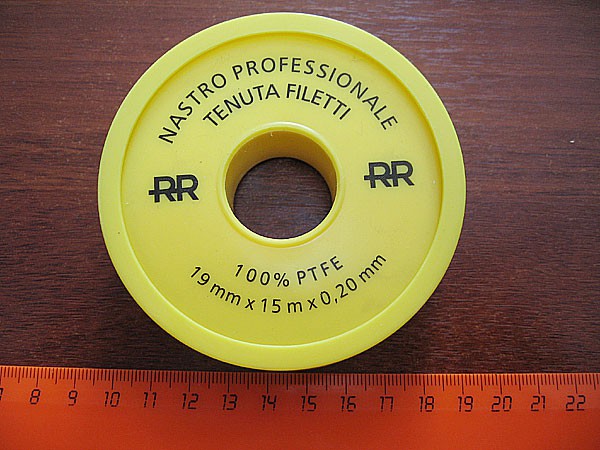 NASTRO PROFESSIONALE
TENUTA FILETTI
RR RR
100% PTFE
19 mm x 15 m x 0,20 mm
8 9 10 11 12 13 14 15 16 17 18 19 20 21 22